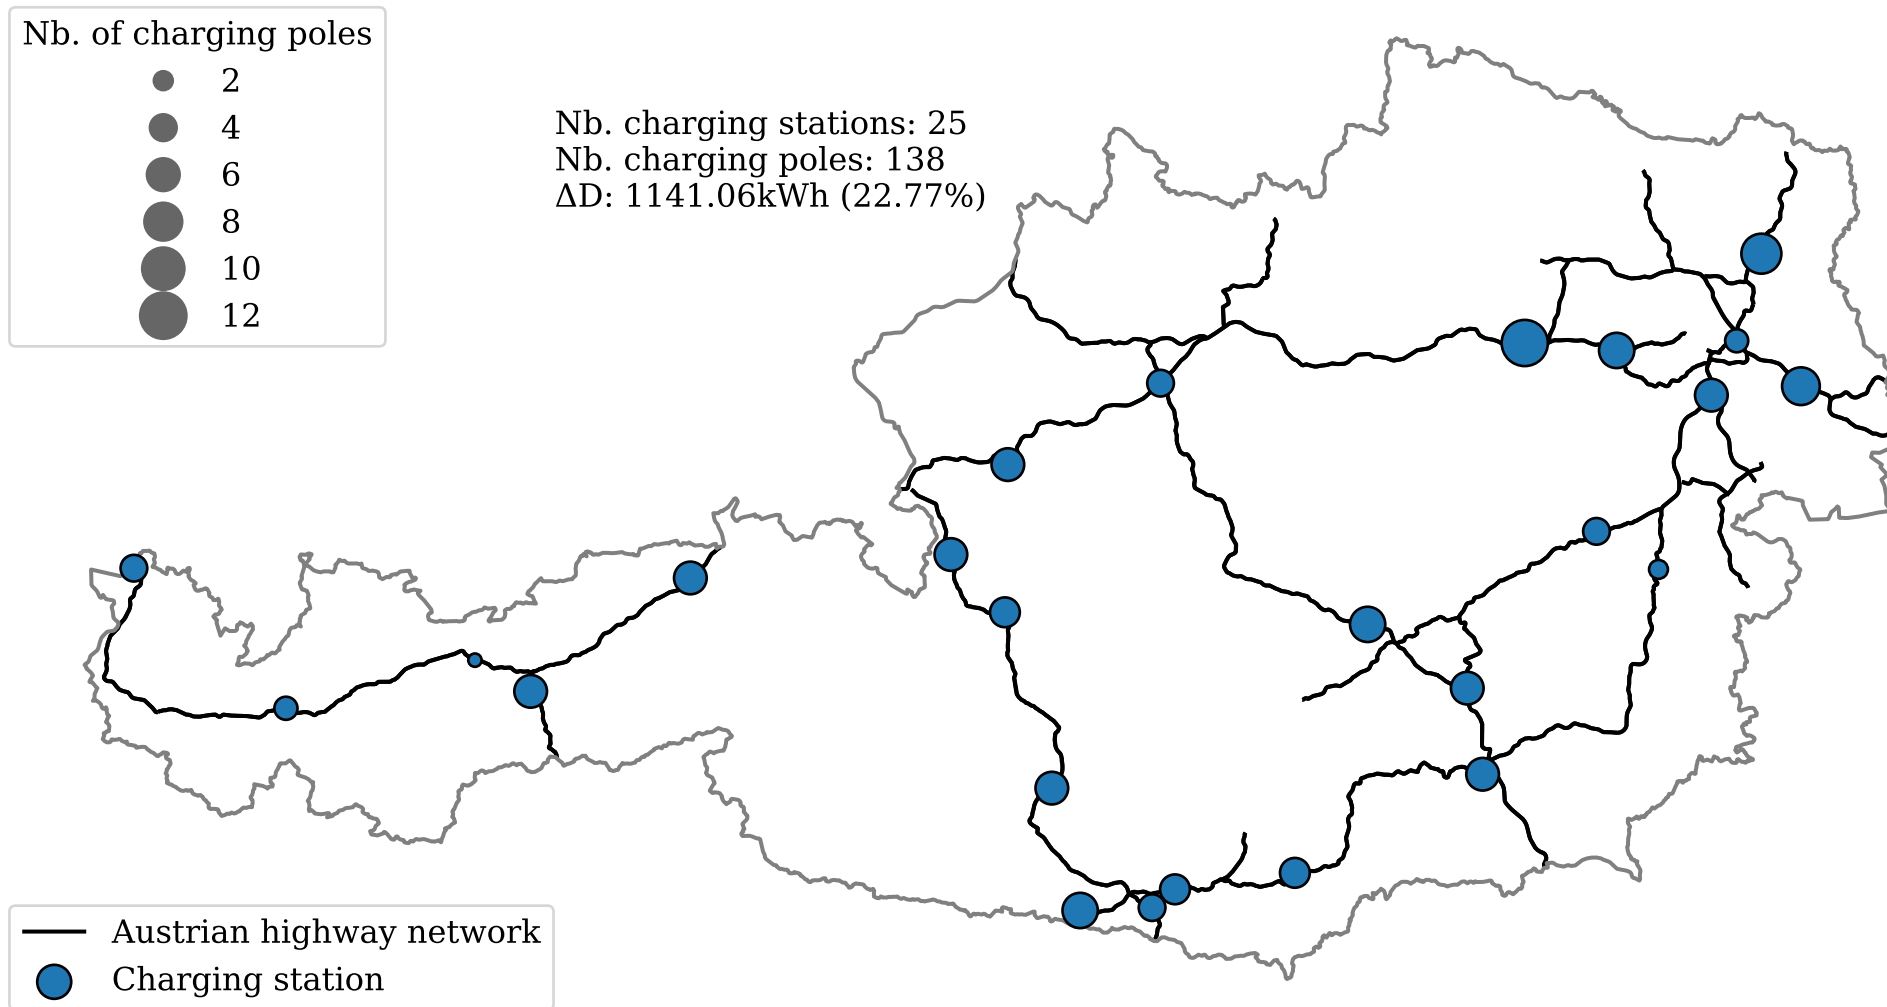 Nb. of charging poles
2
4
6
8
10
12
Nb. charging stations: 25
Nb. charging poles: 138
ΔD: 1141.06kWh (22.77%)
Austrian highway network
Charging station